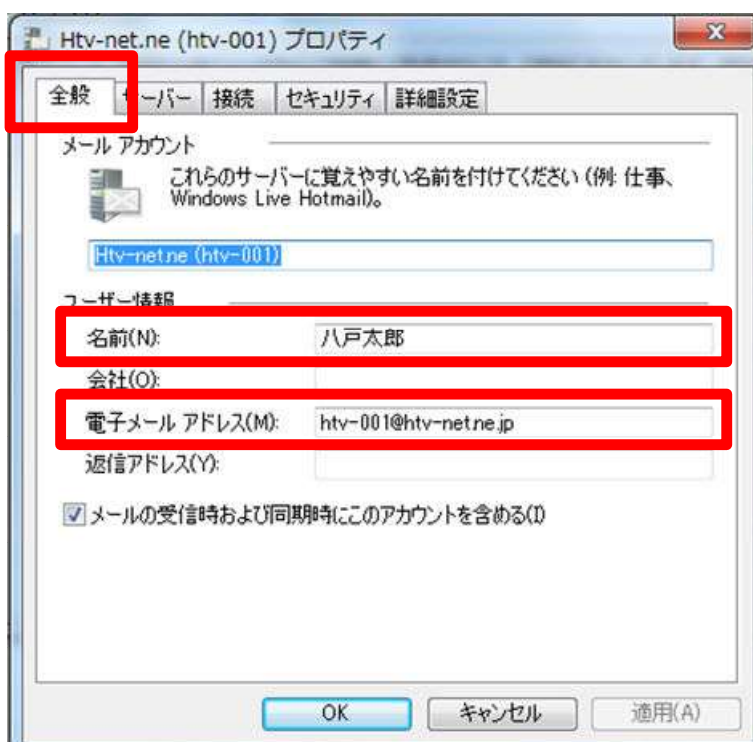 Htv-net.ne (htv-001) プロパティ
全般 サーバー 接続 セキュリティ 詳細設定
メール アカウント
これらのサーバーに覚えやすい名前を付けてください (例: 仕事、
Windows Live Hotmail)。
Htv-net.ne (htv-001)
ユーザー情報
名前(N): 八戸太郎
会社(O):
電子メール アドレス(M): htv-001@htv-net.ne.jp
返信アドレス(Y):
メールの受信時および同期時にこのアカウントを含める(I)
OK キャンセル 適用(A)